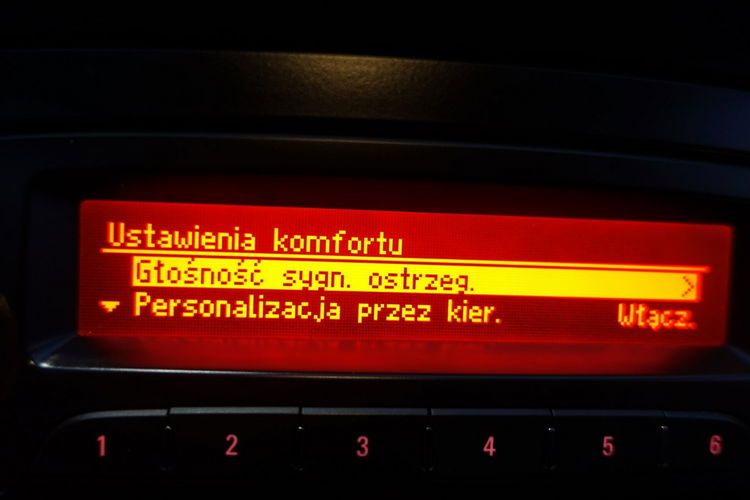 Ustawienia komfortu
Głośność sygn. ostrzeg. >
Personalizacja przez kier. Włącz.
1 2 3 4 5 6